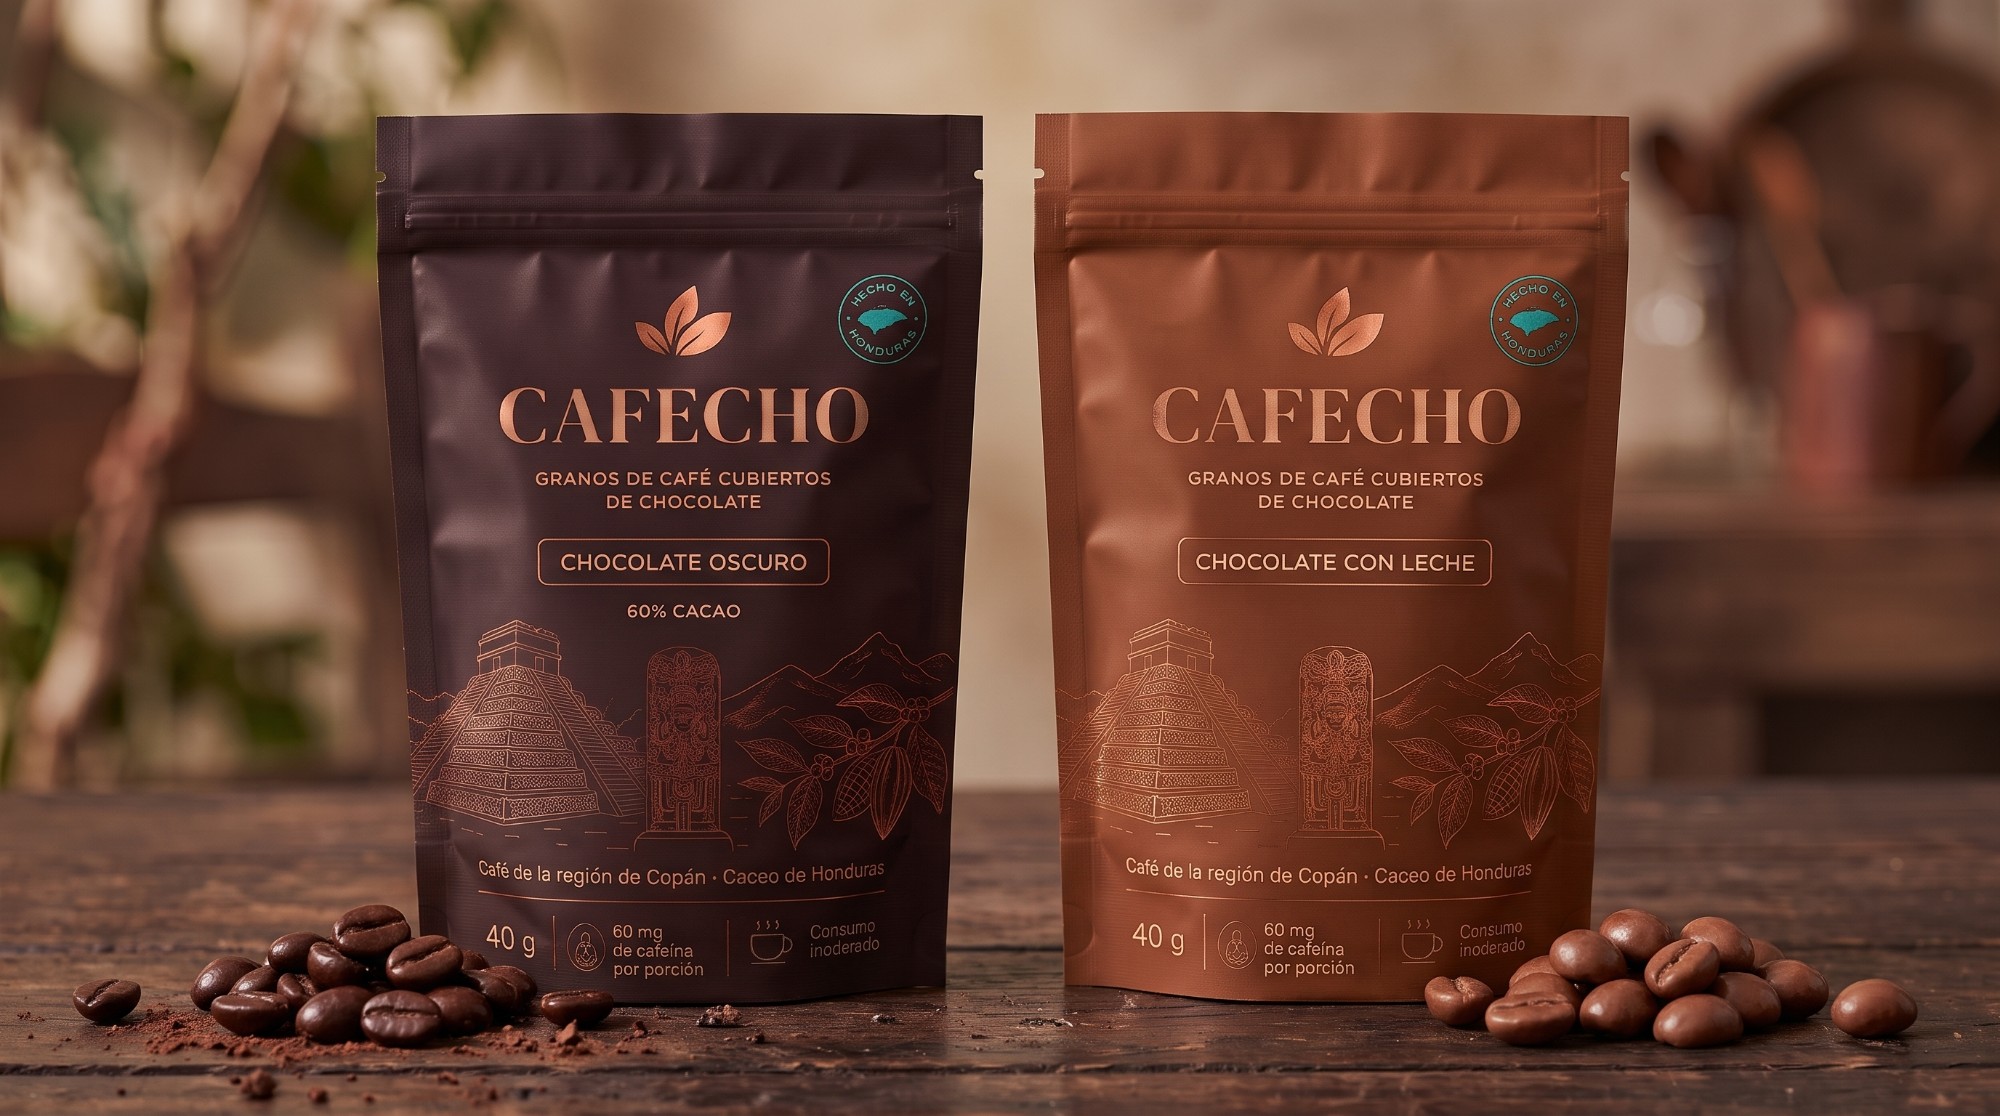 HECHO EN
HONDURAS
CAFECHO
GRANOS DE CAFÉ CUBIERTOS
DE CHOCOLATE
CHOCOLATE OSCURO
60% CACAO
Café de la región de Copán · Caceo de Honduras
40 g
60 mg
de cafeína
por porción
Consumo
inoderado
HECHO EN
HONDURAS
CAFECHO
GRANOS DE CAFÉ CUBIERTOS
DE CHOCOLATE
CHOCOLATE CON LECHE
Café de la región de Copán · Caceo de Honduras
40 g
60 mg
de cafeína
por porción
Consumo
inoderado